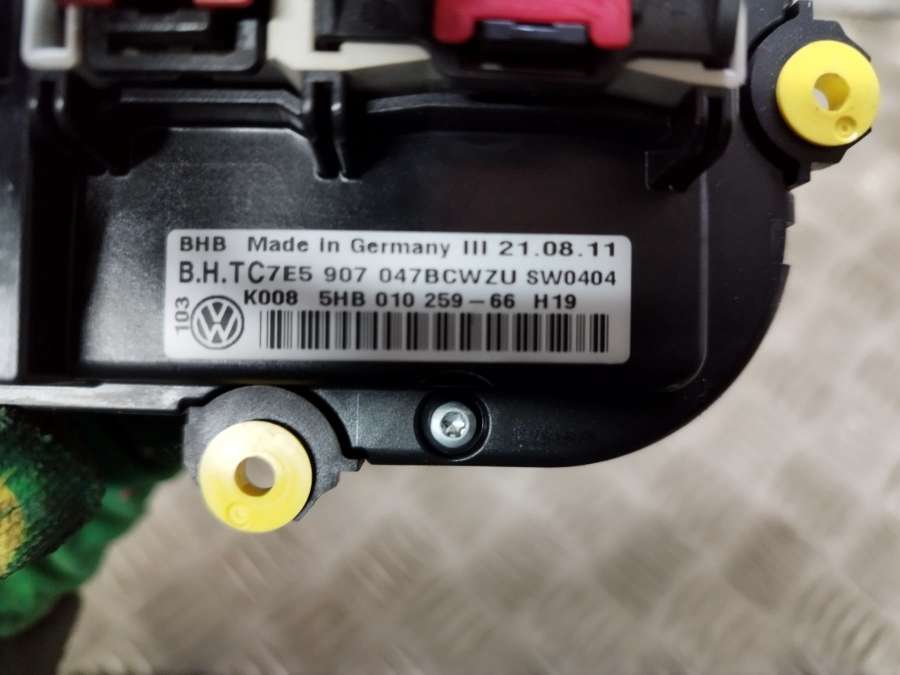 BHB Made in Germany III 21.08.11
B.H.TC7E5 907 047BCWZU SW0404
K008 5HB 010 259-66 H19
103
VW